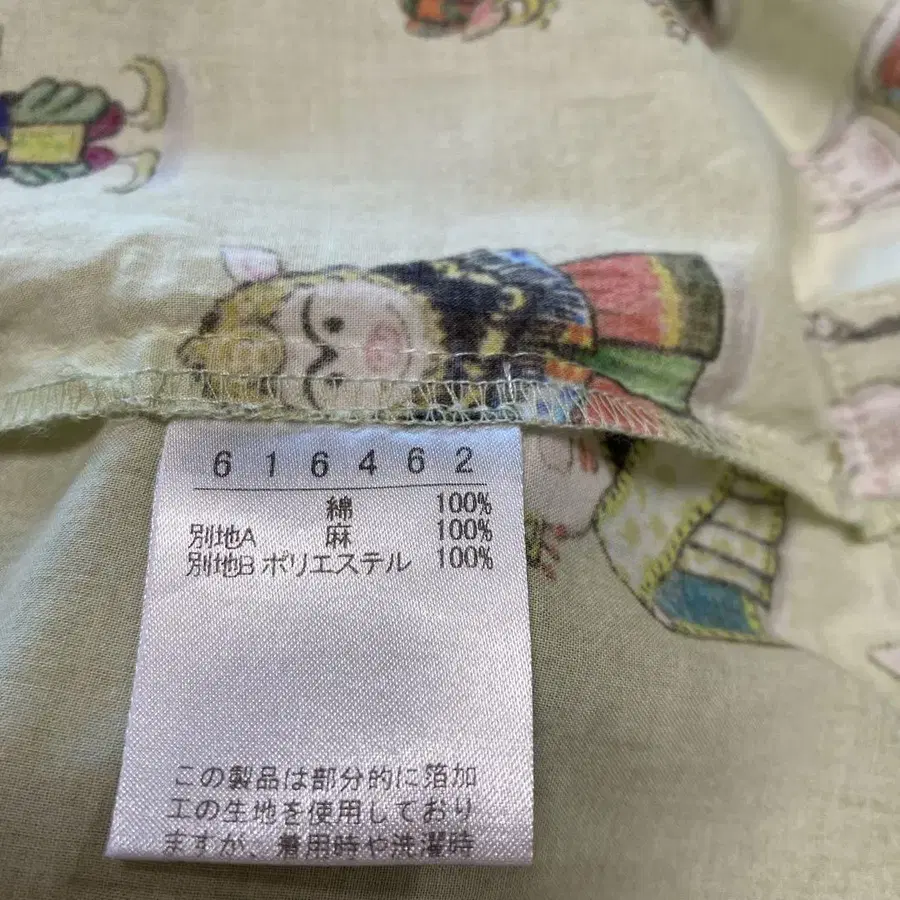 616462
綿 100%
別地A 麻 100%
別地B ポリエステル 100%
この製品は部分的に箔加
工の生地を使用しており
ますが、着用時や洗濯時